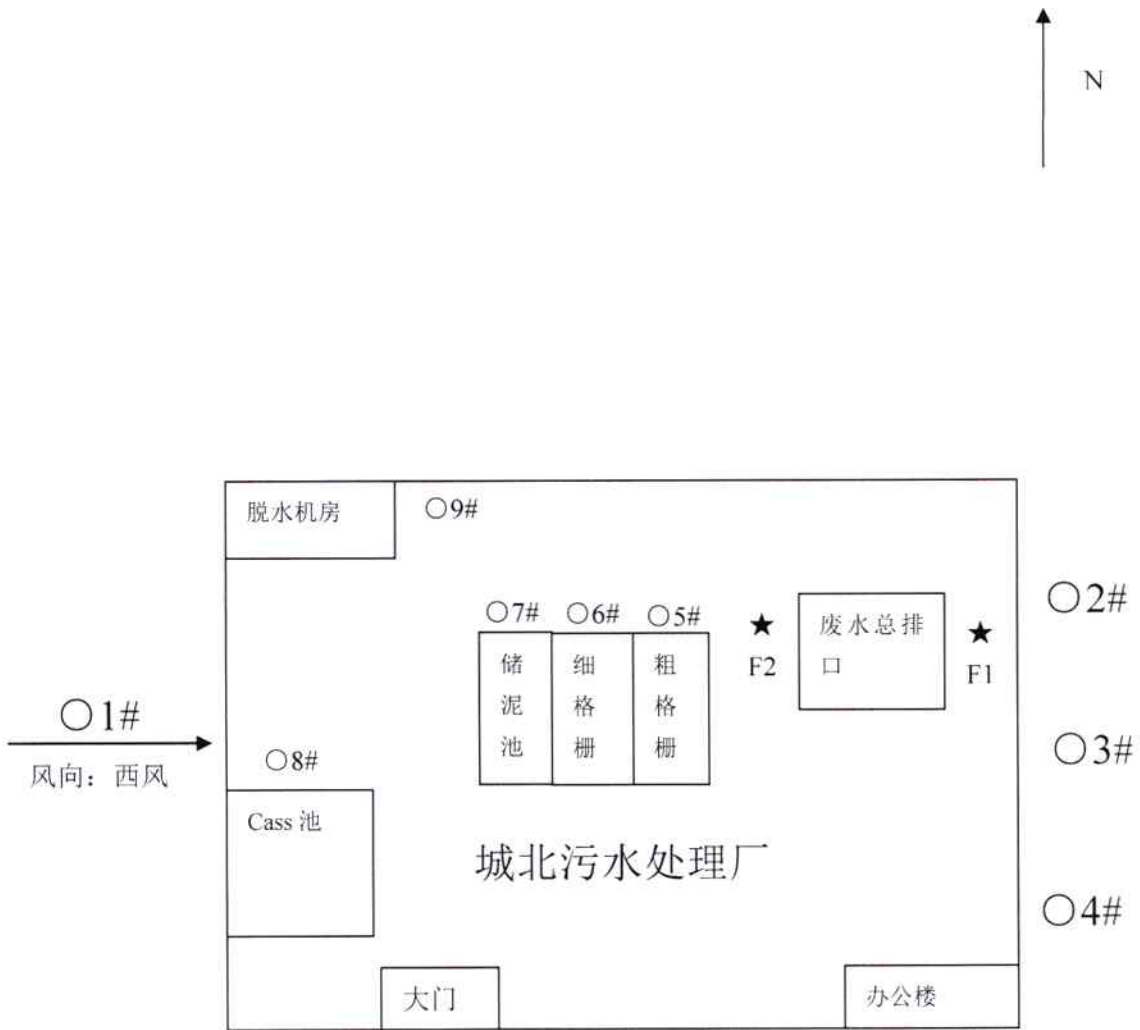 N
脱水机房
○9#
○2#
○7# ○6# ○5#
★ 废水总排 ★
F2 口 F1
储 细 粗
泥 格 格
池 栅 栅
○1#
风向：西风
○8#
○3#
Cass 池
城北污水处理厂
○4#
大门
办公楼